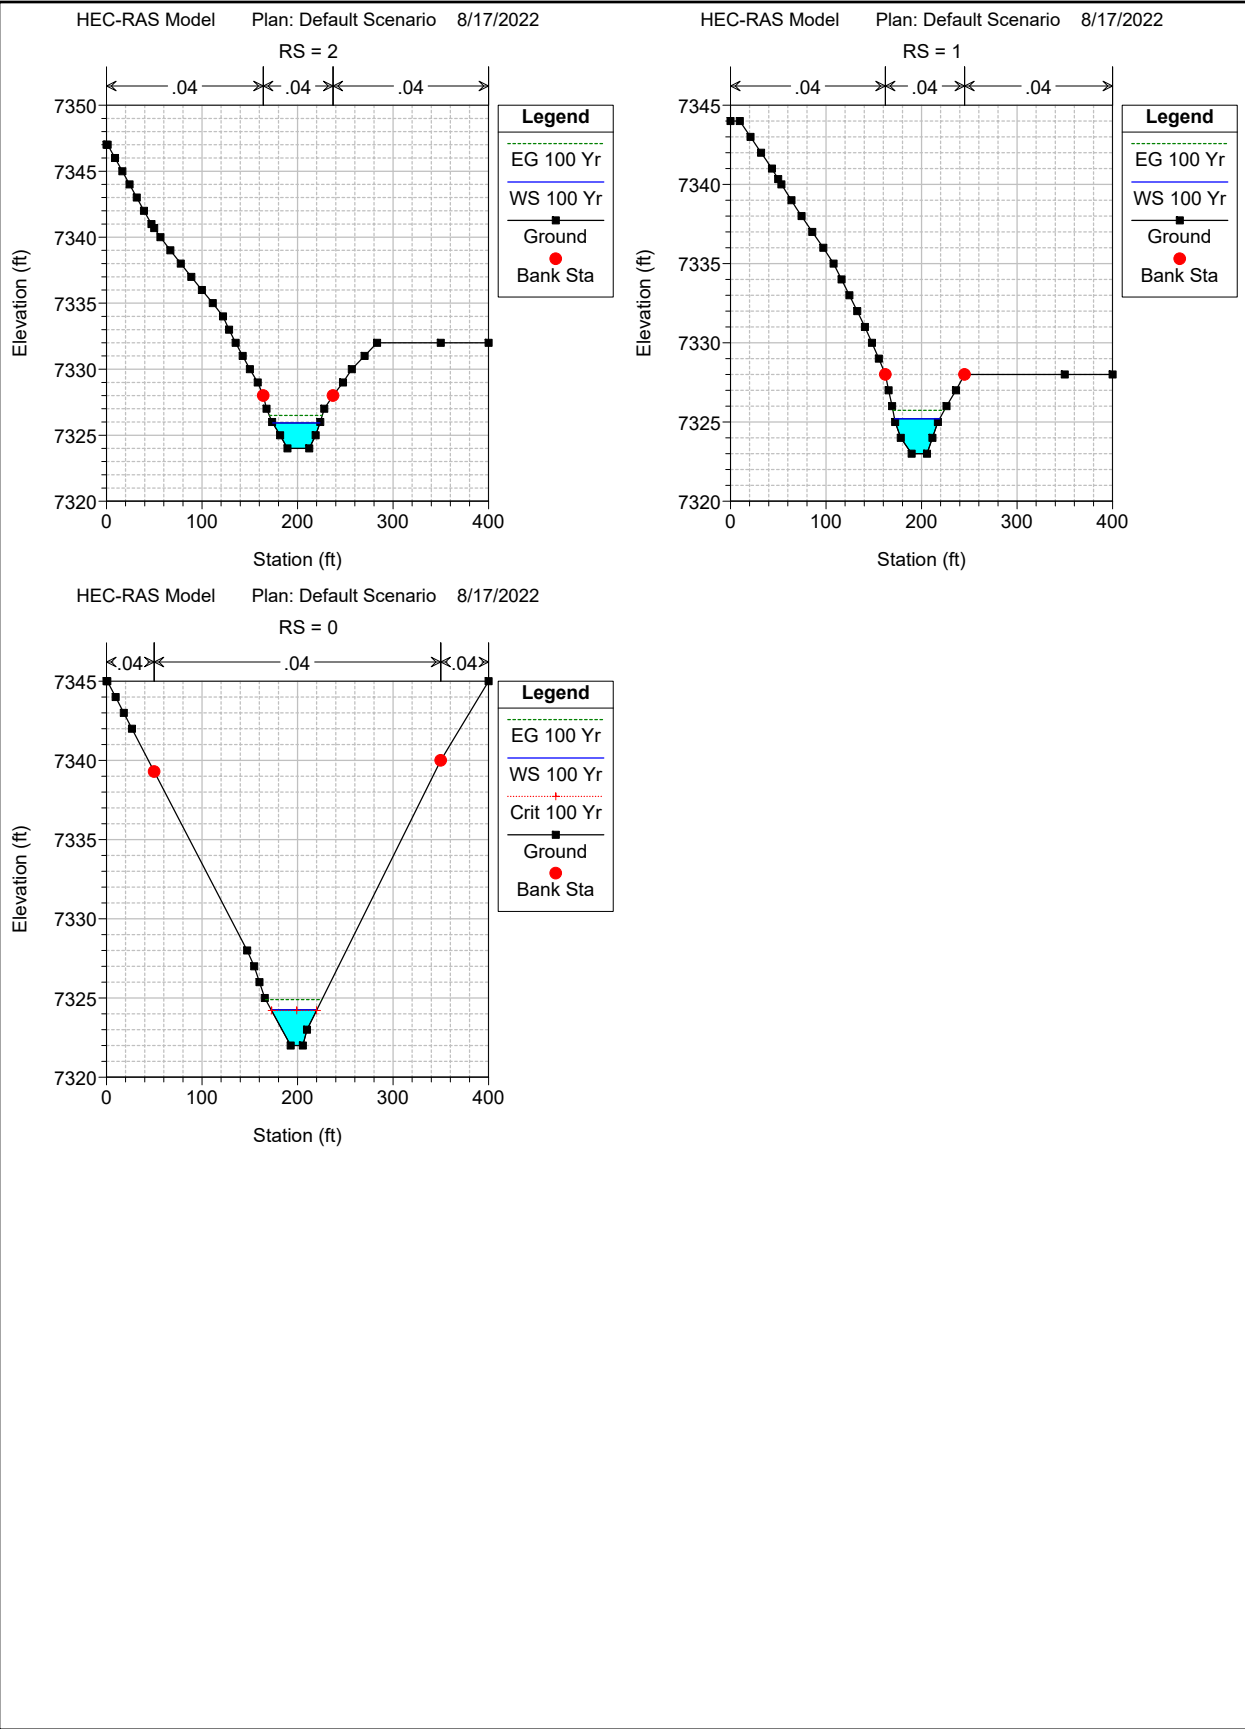 HEC-RAS Model Plan: Default Scenario 8/17/2022
RS = 2
.04 .04 .04
7350
7345
7340
7335
7330
7325
7320
Elevation (ft)
0 100 200 300 400
Station (ft)
Legend
EG 100 Yr
WS 100 Yr
Ground
Bank Sta
HEC-RAS Model Plan: Default Scenario 8/17/2022
RS = 1
.04 .04 .04
7345
7340
7335
7330
7325
7320
Elevation (ft)
0 100 200 300 400
Station (ft)
Legend
EG 100 Yr
WS 100 Yr
Ground
Bank Sta
HEC-RAS Model Plan: Default Scenario 8/17/2022
RS = 0
.04 .04 .04
7345
7340
7335
7330
7325
7320
Elevation (ft)
0 100 200 300 400
Station (ft)
Legend
EG 100 Yr
WS 100 Yr
Crit 100 Yr
Ground
Bank Sta